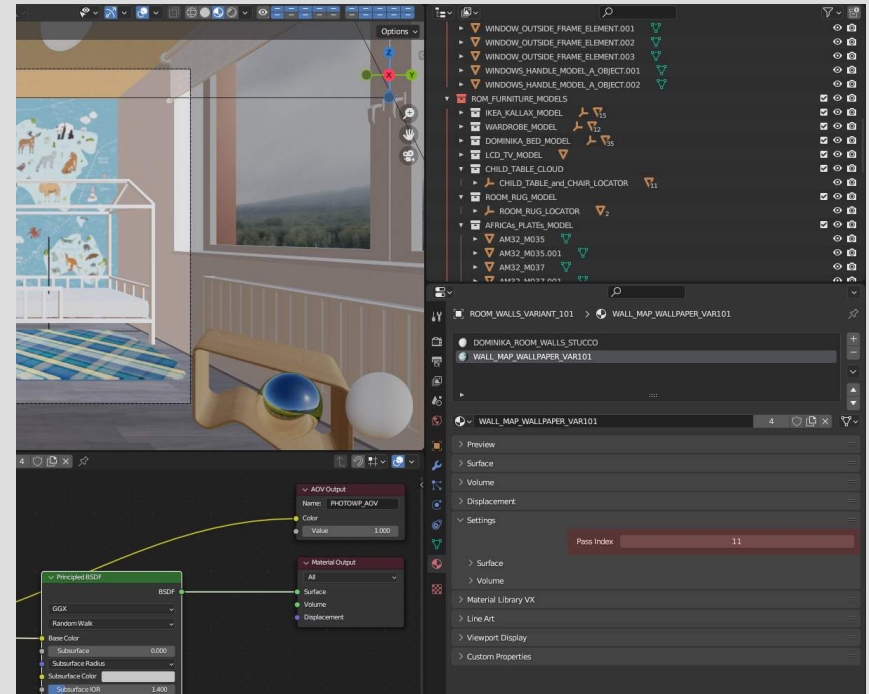 Options
Z
X
Y
WINDOW_OUTSIDE_FRAME_ELEMENT.001
WINDOW_OUTSIDE_FRAME_ELEMENT.002
WINDOW_OUTSIDE_FRAME_ELEMENT.003
WINDOWS_HANDLE_MODEL_A_OBJECT.001
WINDOWS_HANDLE_MODEL_A_OBJECT.002
ROM_FURNITURE_MODELS
IKEA_KALLAX_MODEL 15
WARDROBE_MODEL 12
DOMINIKA_BED_MODEL 35
LCD_TV_MODEL
CHILD_TABLE_CLOUD
CHILD_TABLE_and_CHAIR_LOCATOR 11
ROOM_RUG_MODEL
ROOM_RUG_LOCATOR 2
AFRICAs_PLATEs_MODEL
AM32_M035
AM32_M035.001
AM32_M037
AM32_M037.001
ROOM_WALLS_VARIANT_101 > WALL_MAP_WALLPAPER_VAR101
DOMINIKA_ROOM_WALLS_STUCCO
WALL_MAP_WALLPAPER_VAR101
WALL_MAP_WALLPAPER_VAR101 4
Preview
Surface
Volume
Displacement
Settings
Pass Index 11
Surface
Volume
Material Library VX
Line Art
Viewport Display
Custom Properties
4
AOV Output
Name: PHOTOWP_AOV
Color
Value 1.000
Material Output
All
Surface
Volume
Displacement
Principled BSDF
BSDF
GGX
Random Walk
Base Color
Subsurface 0.000
Subsurface Radius
Subsurface Color
Subsurface IOR 1.400